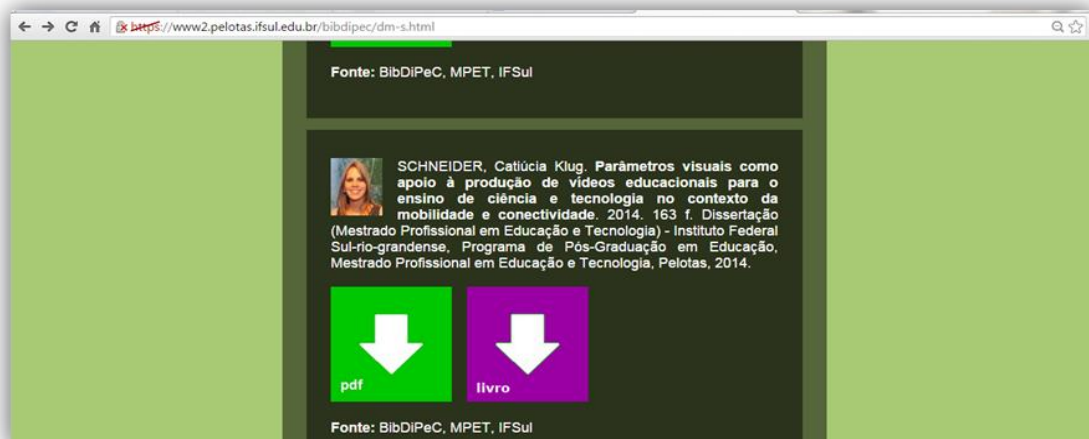 https://www2.pelotas.ifsul.edu.br/bibdipec/dm-s.html
Fonte: BibDiPeC, MPET, IFSul
SCHNEIDER, Catiúcia Klug. Parâmetros visuais como
apoio à produção de vídeos educacionais para o
ensino de ciência e tecnologia no contexto da
mobilidade e conectividade. 2014. 163 f. Dissertação
(Mestrado Profissional em Educação e Tecnologia) - Instituto Federal
Sul-rio-grandense, Programa de Pós-Graduação em Educação,
Mestrado Profissional em Educação e Tecnologia, Pelotas, 2014.
pdf
livro
Fonte: BibDiPeC, MPET, IFSul